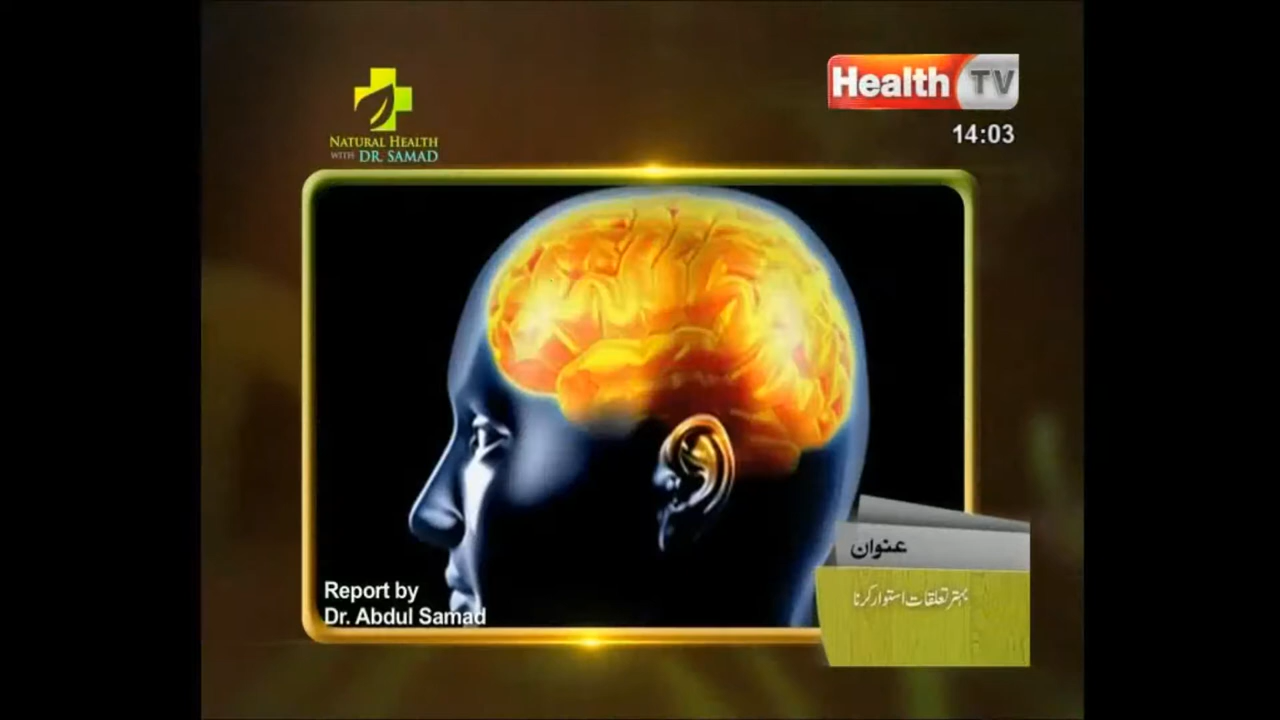 Health TV
14:03
NATURAL HEALTH
WITH DR. SAMAD
عنوان
بہتر تعلقات استوار کرنا
Report by
Dr. Abdul Samad